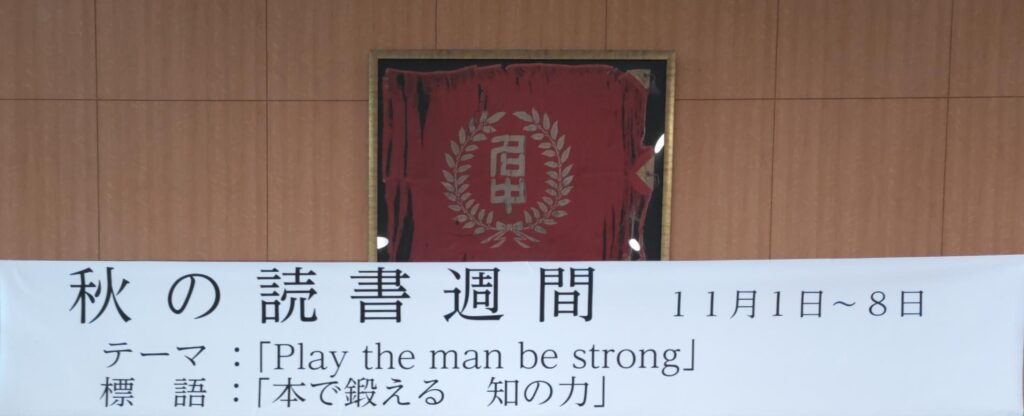 名中
秋の読書週間 11月1日~8日
テーマ:「Play the man be strong」
標 語:「本で鍛える 知の力」